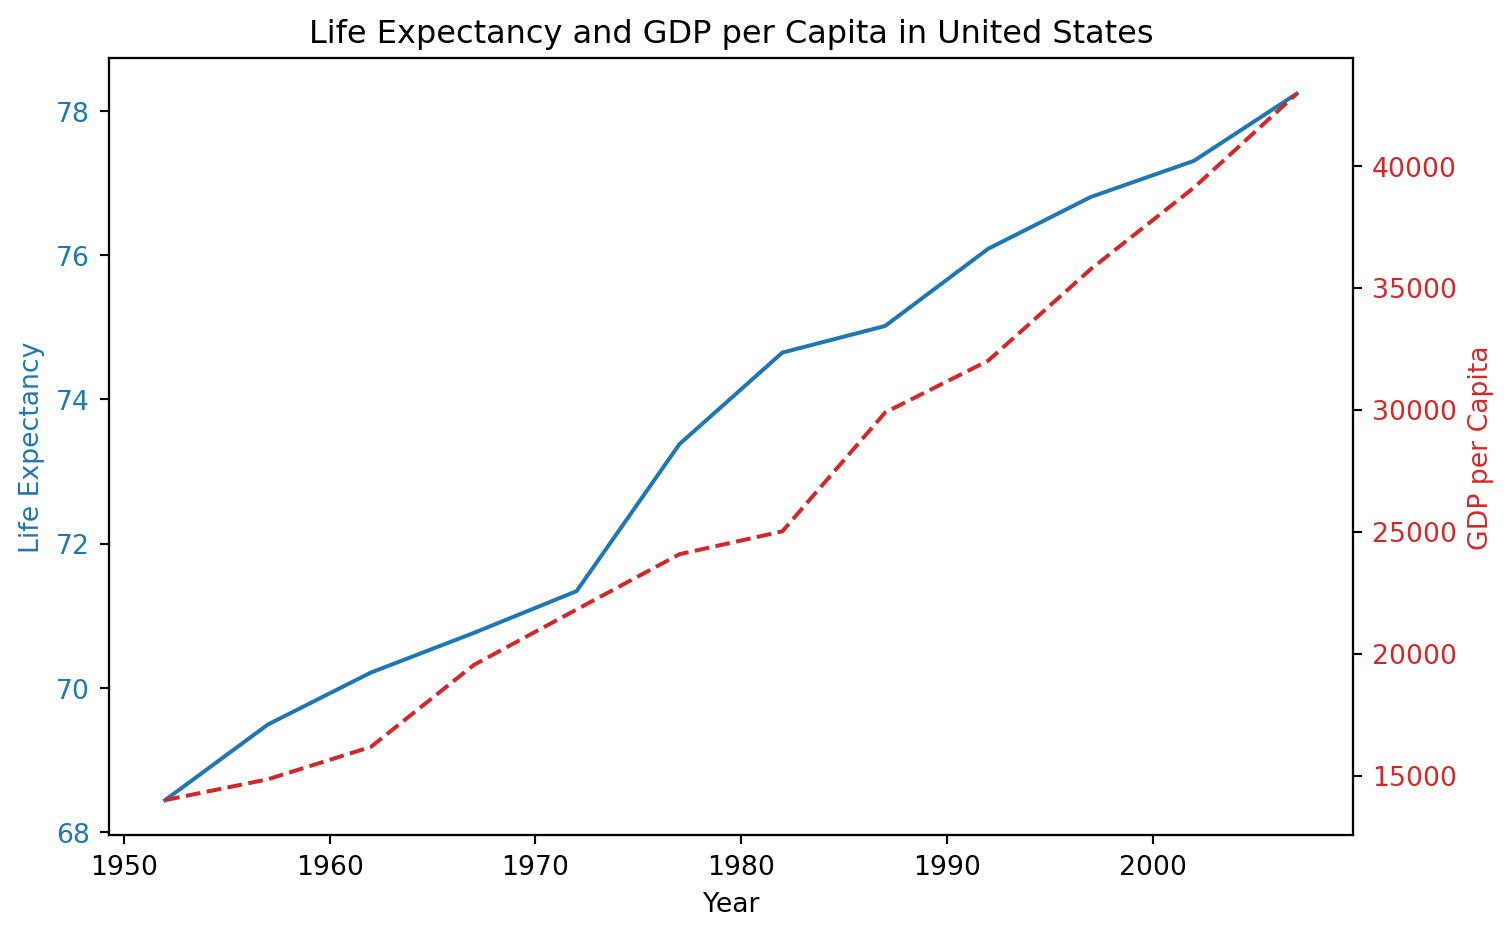 Life Expectancy and GDP per Capita in United States
78
76
74
72
70
68
Life Expectancy
40000
35000
30000
25000
20000
15000
GDP per Capita
1950 1960 1970 1980 1990 2000
Year